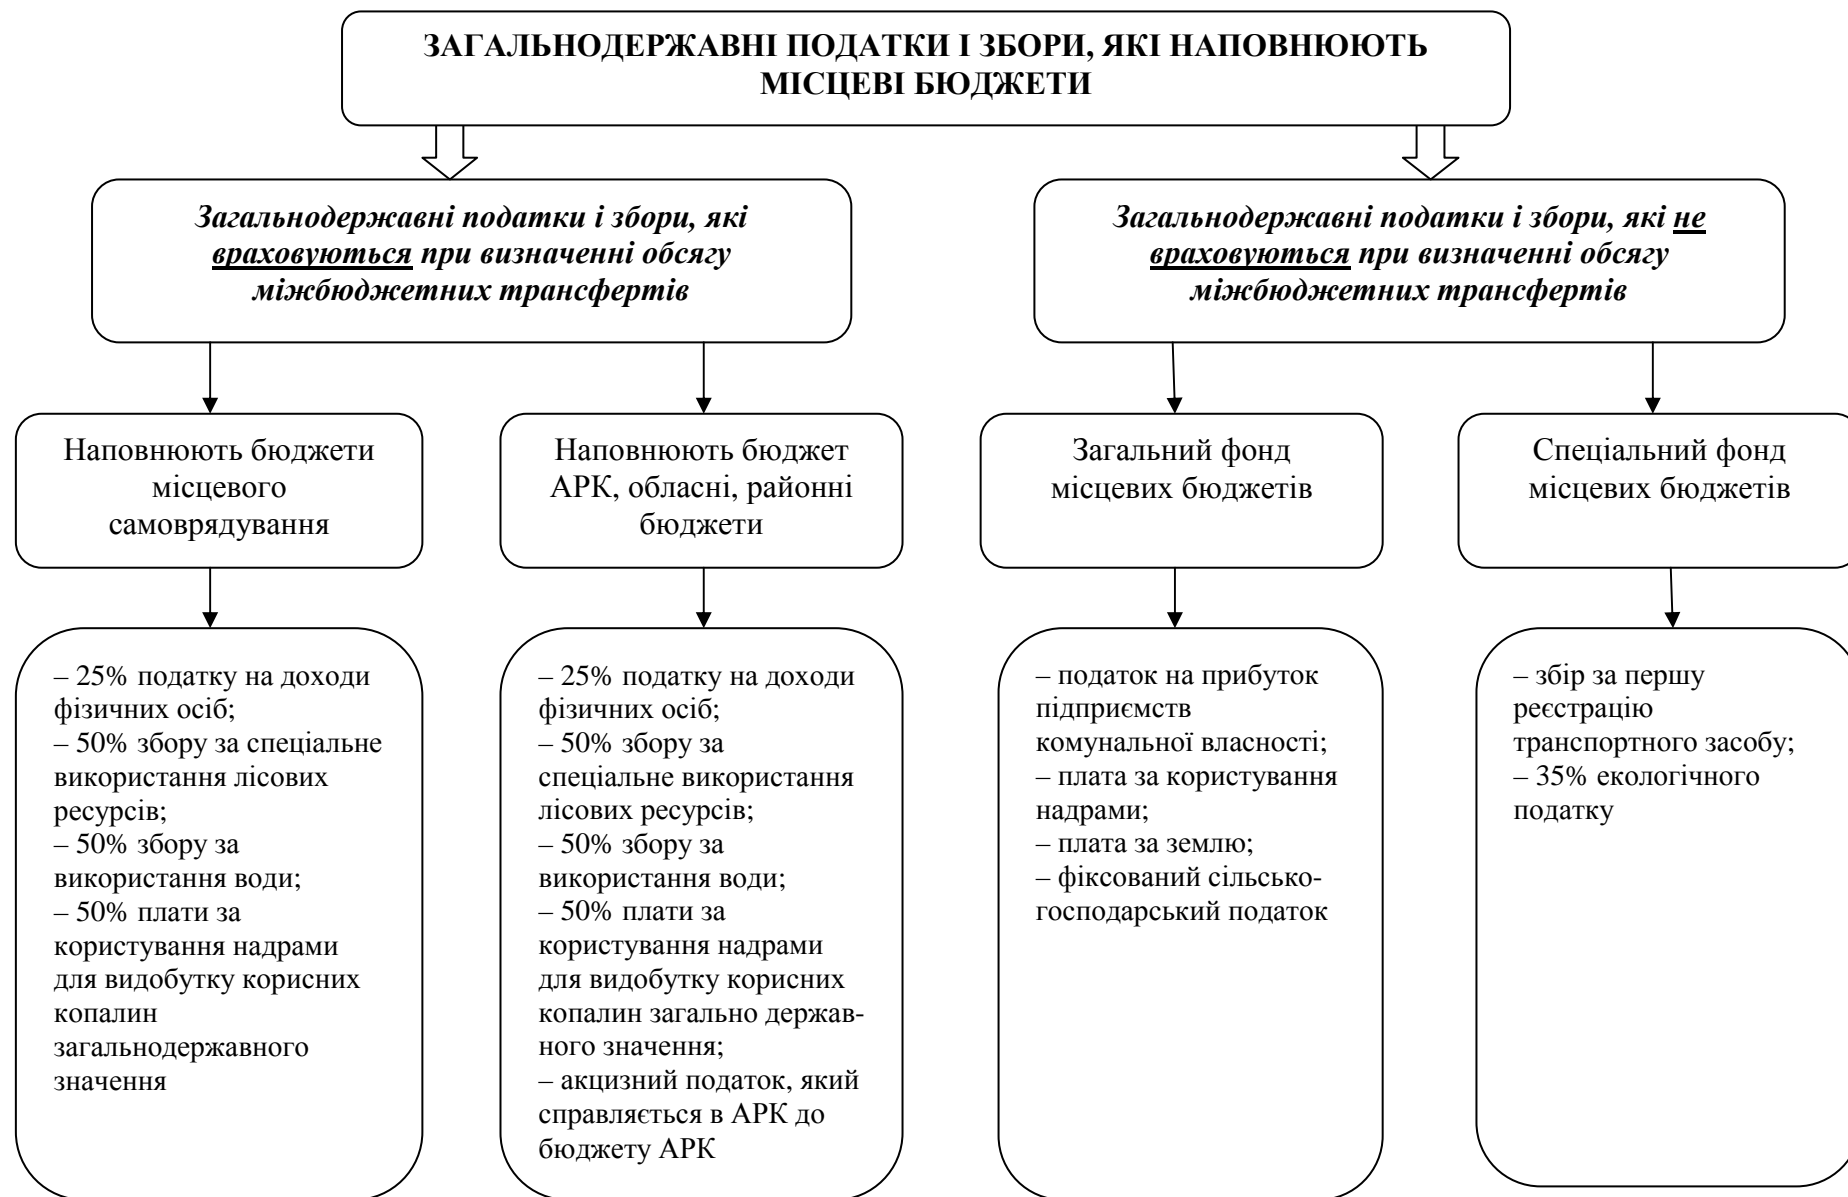 ЗАГАЛЬНОДЕРЖАВНІ ПОДАТКИ І ЗБОРИ, ЯКІ НАПОВНЮЮТЬ
МІСЦЕВІ БЮДЖЕТИ
Загальнодержавні податки і збори, які
враховуються при визначенні обсягу
міжбюджетних трансфертів
Загальнодержавні податки і збори, які не
враховуються при визначенні обсягу
міжбюджетних трансфертів
Наповнюють бюджети
місцевого
самоврядування
Наповнюють бюджет
АРК, обласні, районні
бюджети
Загальний фонд
місцевих бюджетів
Спеціальний фонд
місцевих бюджетів
– 25% податку на доходи
фізичних осіб;
– 50% збору за спеціальне
використання лісових
ресурсів;
– 50% збору за
використання води;
– 50% плати за
користування надрами
для видобутку корисних
копалин
загальнодержавного
значення
– 25% податку на доходи
фізичних осіб;
– 50% збору за
спеціальне використання
лісових ресурсів;
– 50% збору за
використання води;
– 50% плати за
користування надрами
для видобутку корисних
копалин загально держав-
ного значення;
– акцизний податок, який
справляється в АРК до
бюджету АРК
– податок на прибуток
підприємств
комунальної власності;
– плата за користування
надрами;
– плата за землю;
– фіксований сільсько-
господарський податок
– збір за першу
реєстрацію
транспортного засобу;
– 35% екологічного
податку